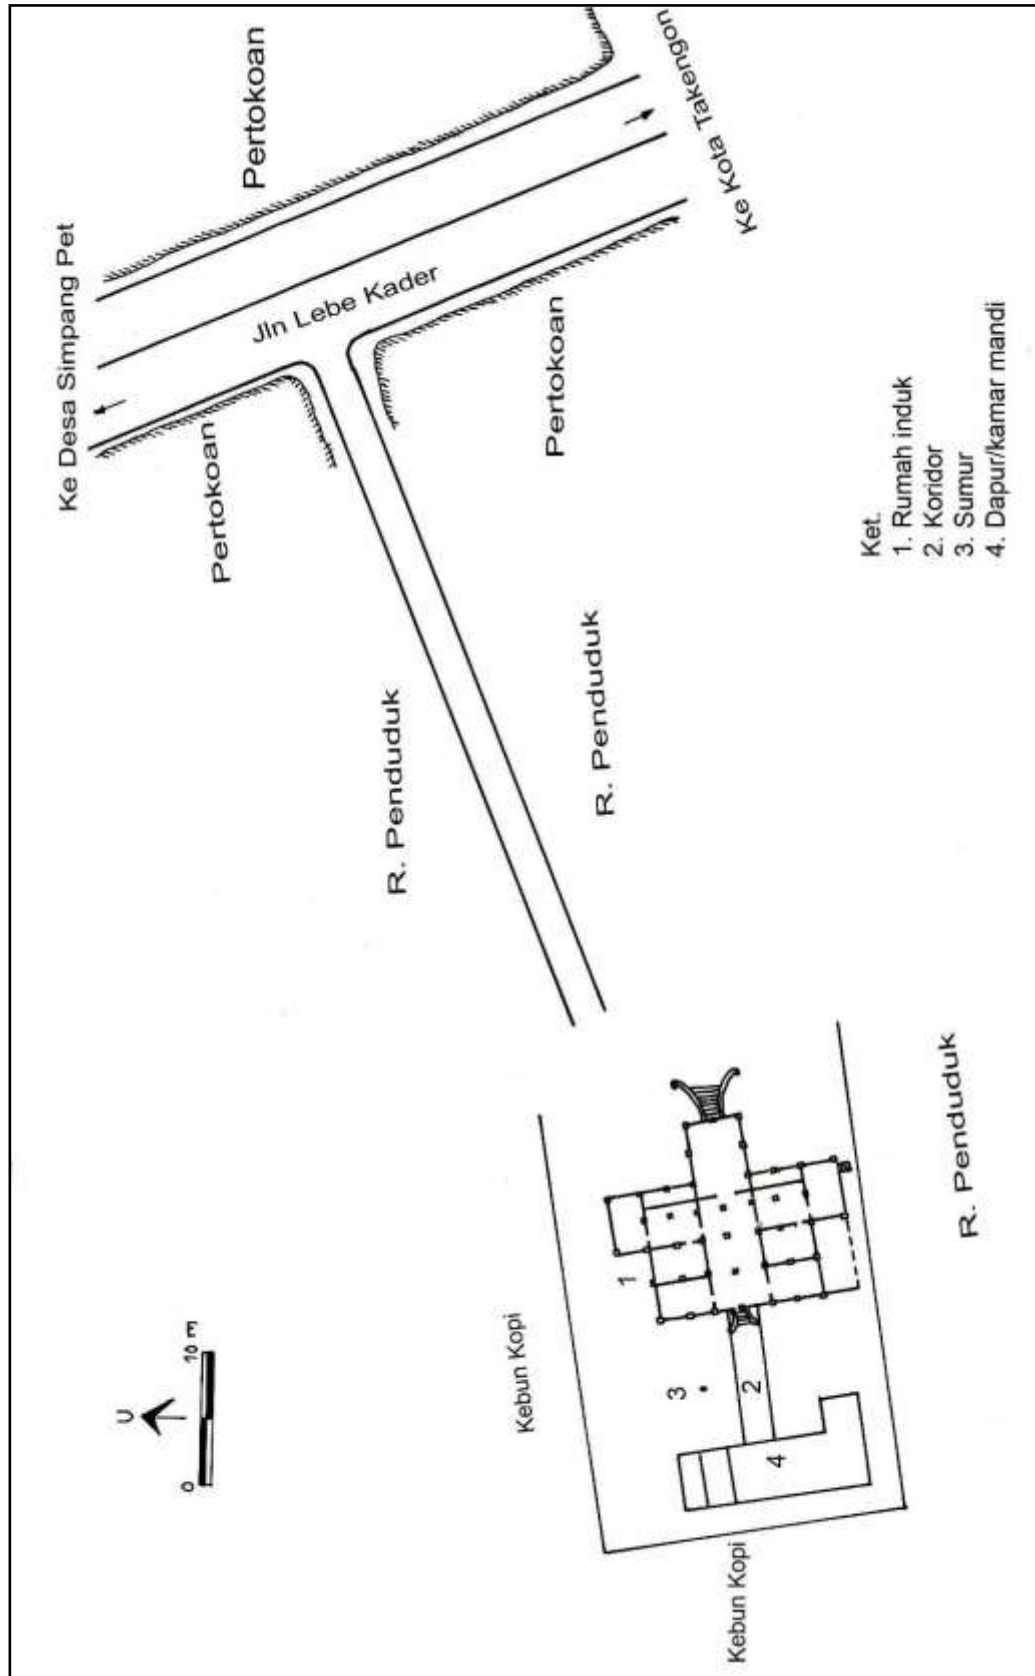 Ke Desa Simpang Pet
Pertokoan
Pertokoan
Jln Lebe Kader
Ke Kota Takengon
Pertokoan
R. Penduduk
R. Penduduk
R. Penduduk
U
0 10 m
Kebun Kopi
Kebun Kopi
1
2
3
4
Ket.
1. Rumah induk
2. Koridor
3. Sumur
4. Dapur/kamar mandi